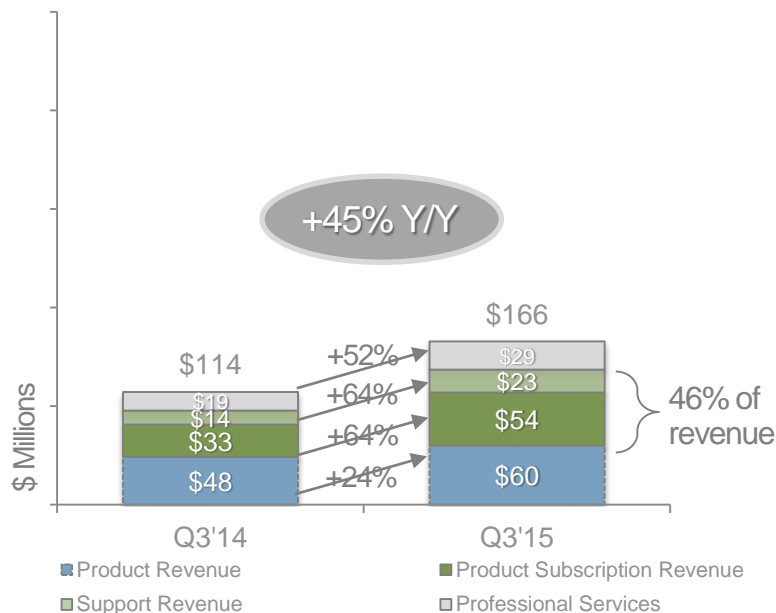 +45% Y/Y
$166
$114
+52%
$29
$19
$23
+64%
$14
46% of
revenue
$54
+64%
$33
$60
+24%
$48
$ Millions
Q3'14
Q3'15
Product Revenue
Product Subscription Revenue
Support Revenue
Professional Services